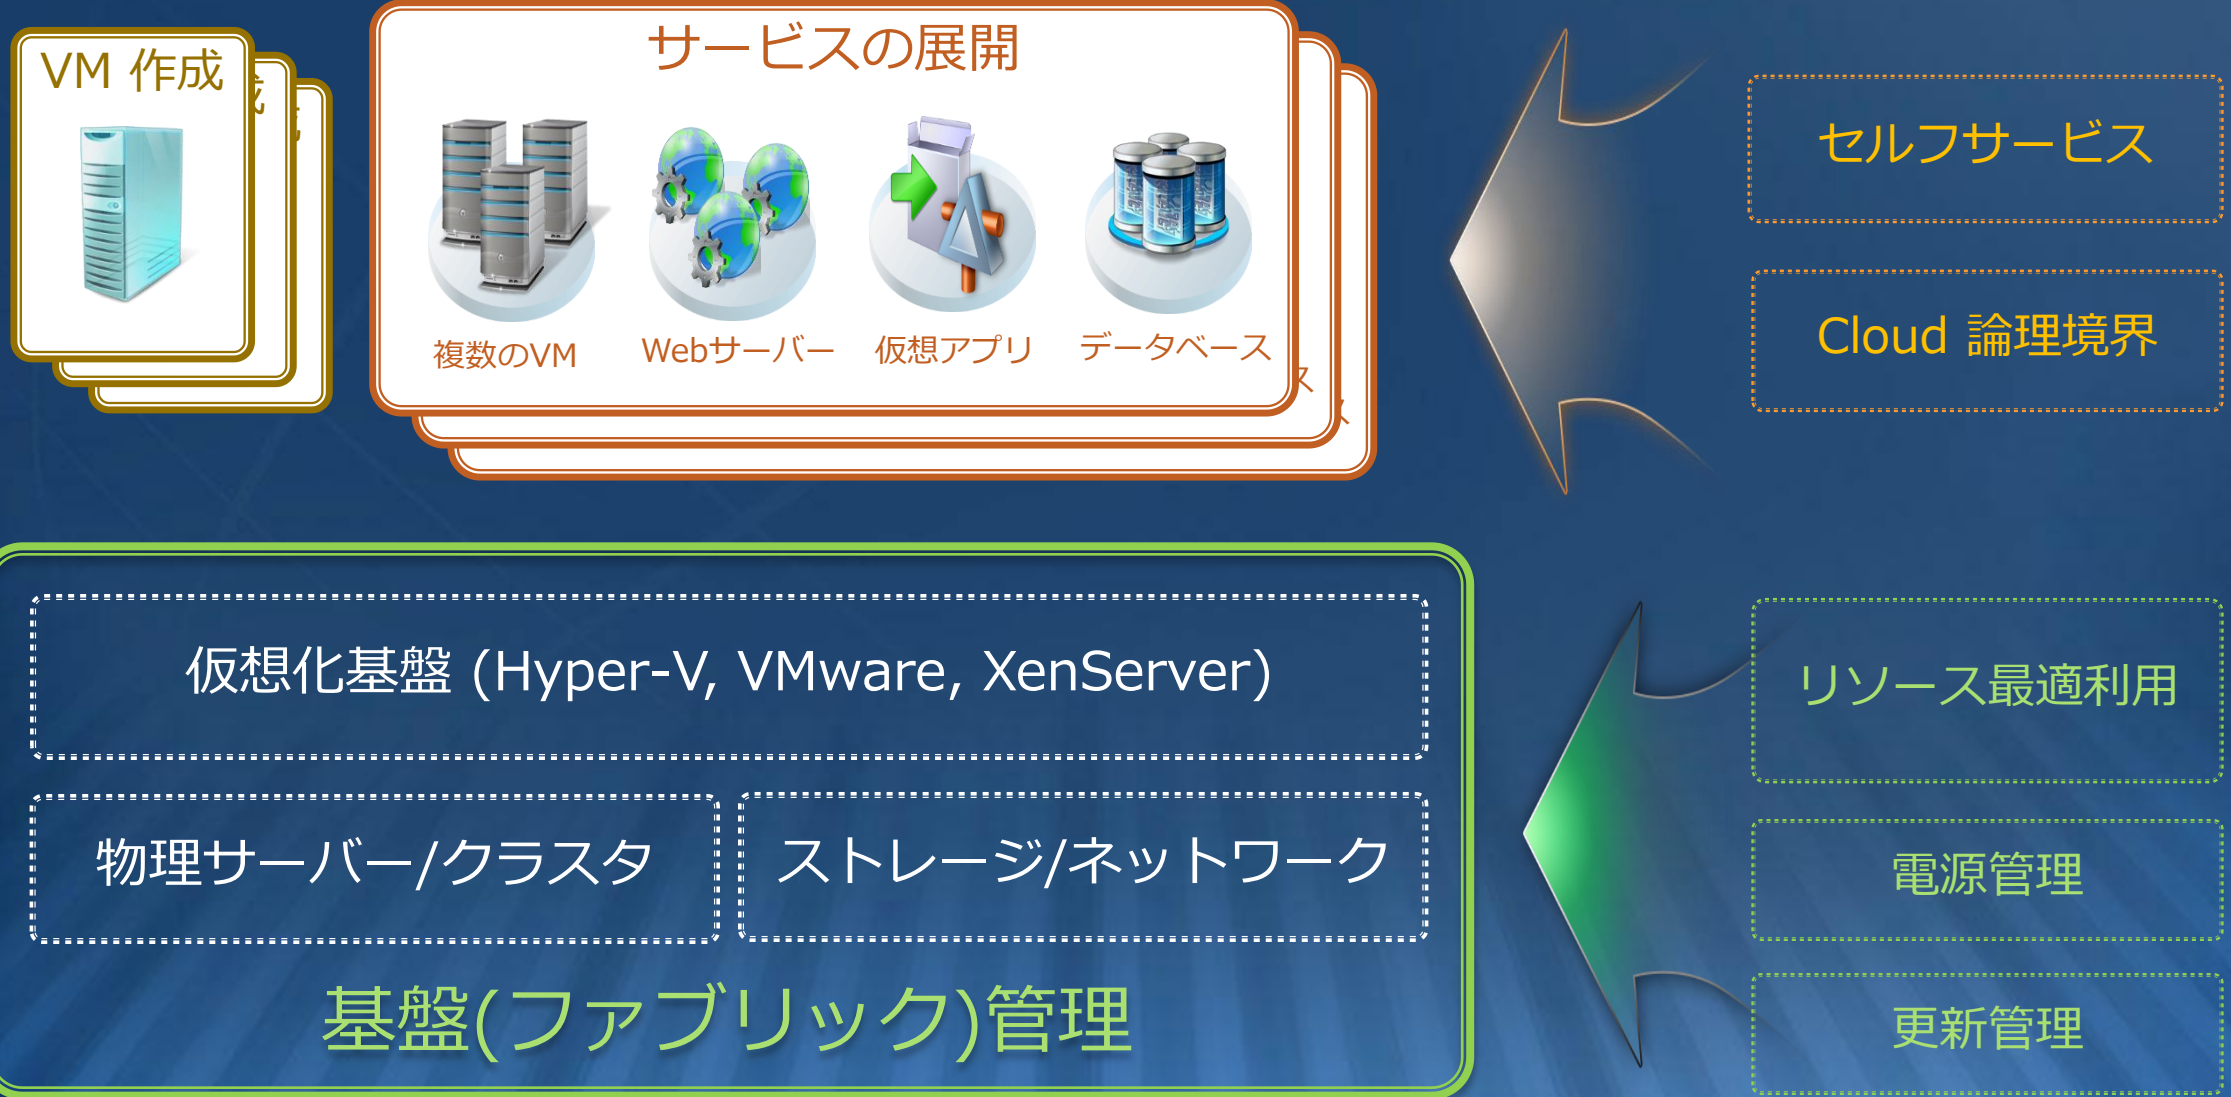 VM 作成
サービスの展開
複数のVM
Webサーバー
仮想アプリ
データベース
セルフサービス
Cloud 論理境界
仮想化基盤 (Hyper-V, VMware, XenServer)
物理サーバー/クラスタ
ストレージ/ネットワーク
基盤(ファブリック)管理
リソース最適利用
電源管理
更新管理